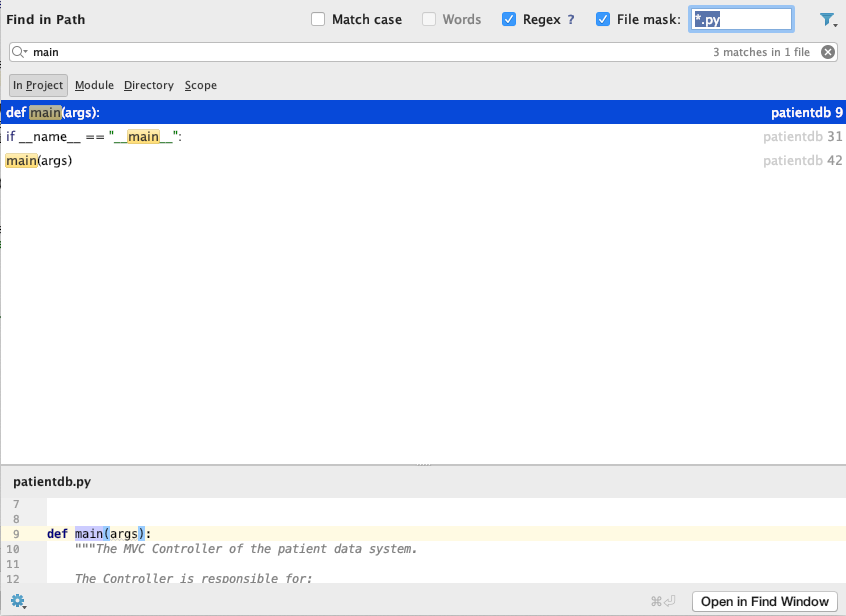 Find in Path Match case Words Regex ? File mask: *.py
main 3 matches in 1 file
In Project Module Directory Scope
def main(args): patientdb 9
if __name__ == "__main__": patientdb 31
main(args) patientdb 42
patientdb.py
7
8
9 def main(args):
10 """The MVC Controller of the patient data system.
11
12 The Controller is responsible for:
⌘⏎ Open in Find Window